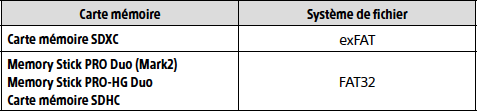 Carte mémoire Système de fichier
Carte mémoire SDXC exFAT
Memory Stick PRO Duo (Mark2)
Memory Stick PRO-HG Duo FAT32
Carte mémoire SDHC